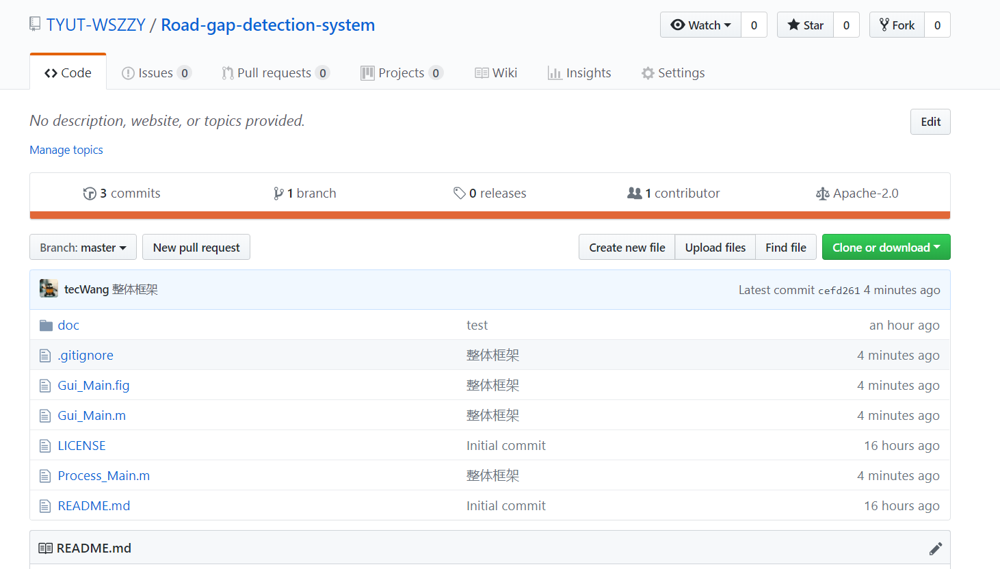 TYUT-WSZZY / Road-gap-detection-system
Watch 0 Star 0 Fork 0
Code Issues 0 Pull requests 0 Projects 0 Wiki Insights Settings
No description, website, or topics provided.
Edit
Manage topics
3 commits 1 branch 0 releases 1 contributor Apache-2.0
Branch: master New pull request Create new file Upload files Find file Clone or download
tecWang 整体框架 Latest commit cefd261 4 minutes ago
doc test an hour ago
.gitignore 整体框架 4 minutes ago
Gui_Main.fig 整体框架 4 minutes ago
Gui_Main.m 整体框架 4 minutes ago
LICENSE Initial commit 16 hours ago
Process_Main.m 整体框架 4 minutes ago
README.md Initial commit 16 hours ago
README.md